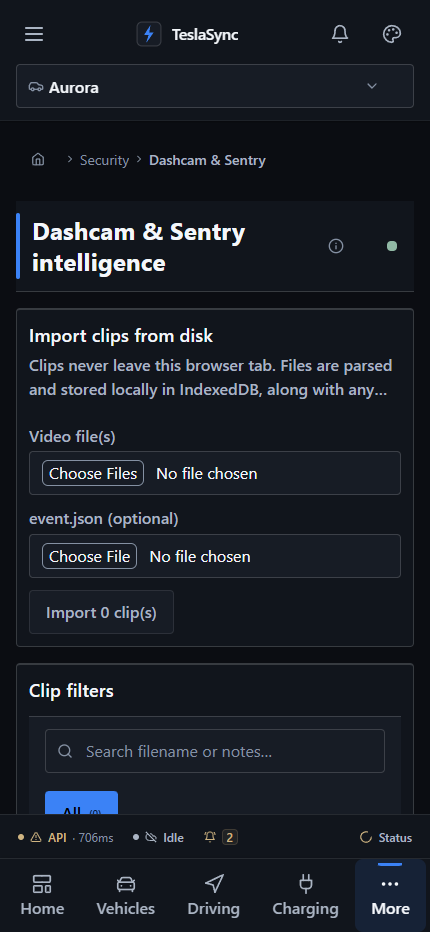 TeslaSync
Aurora
Security
Dashcam & Sentry
Dashcam & Sentry
intelligence
Import clips from disk
Clips never leave this browser tab. Files are parsed
and stored locally in IndexedDB, along with any...
Video file(s)
Choose Files No file chosen
event.json (optional)
Choose File No file chosen
Import 0 clip(s)
Clip filters
Search filename or notes...
All (0)
API · 706ms Idle 2 Status
Home Vehicles Driving Charging More